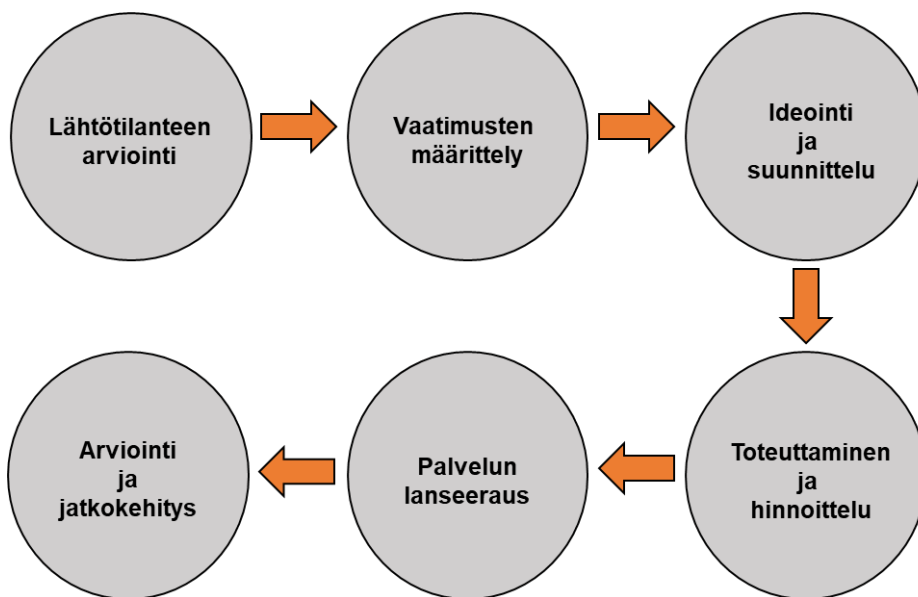 Lähtötilanteen
arviointi
Vaatimusten
määrittely
Ideointi
ja
suunnittelu
Toteuttaminen
ja
hinnoittelu
Palvelun
lanseeraus
Arviointi
ja
jatkokehitys